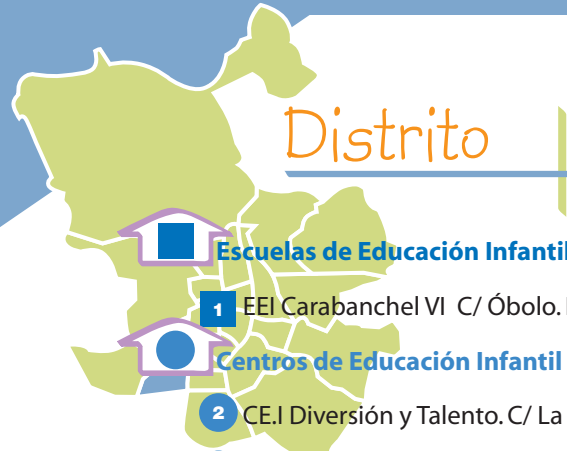 Distrito
Escuelas de Educación Infantil
1 EEI Carabanchel VI C/ Óbolo.
Centros de Educación Infantil
2 CE.I Diversión y Talento. C/ La